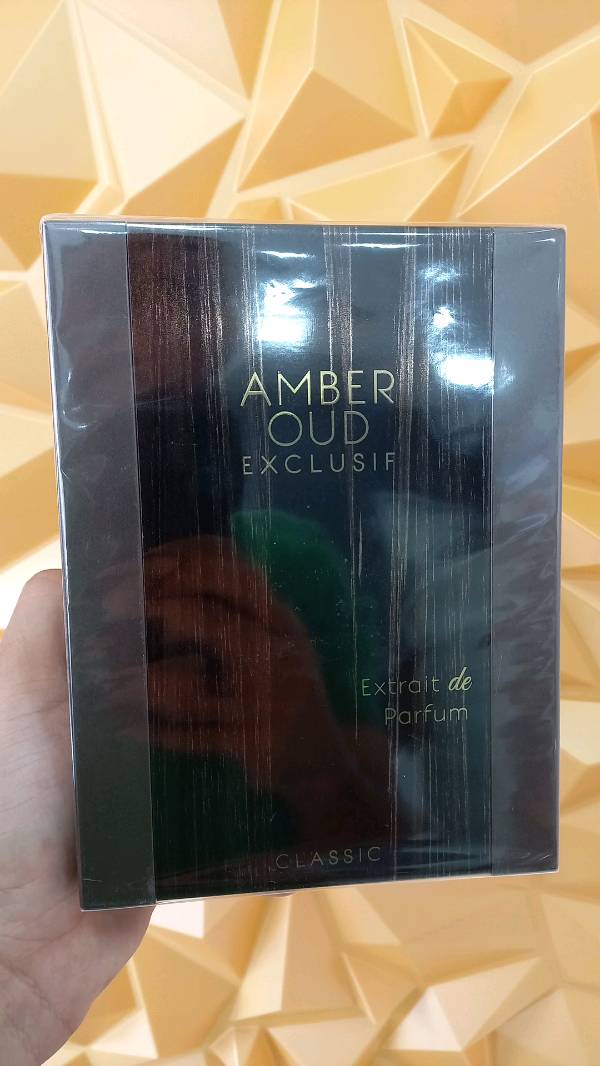 AMBER
OUD
EXCLUSIF
Extrait de
Parfum
CLASSIC